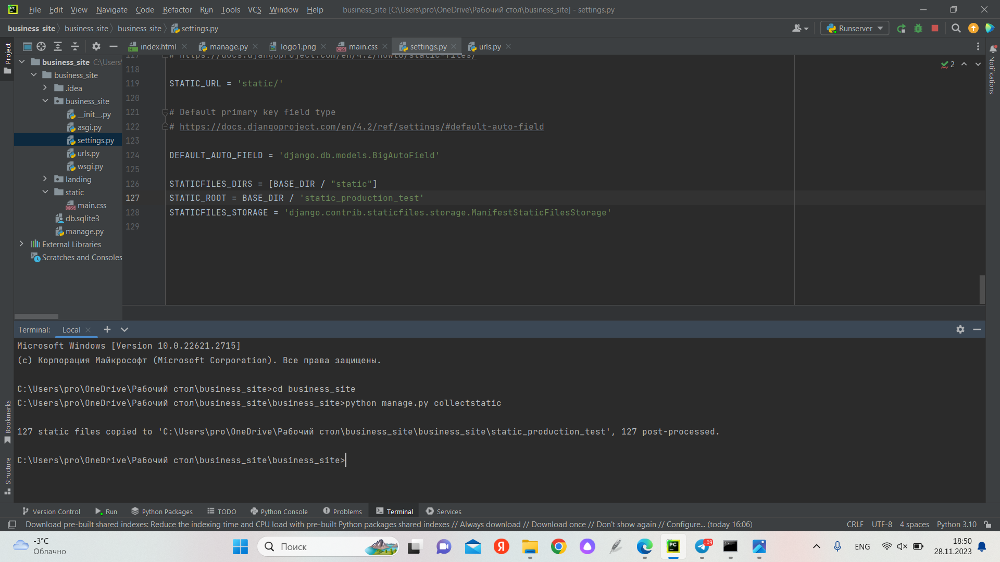 PC File Edit View Navigate Code Refactor Run Tools VCS Window Help business_site [C:\Users\pro\OneDrive\Рабочий стол\business_site] - settings.py
business_site business_site business_site settings.py Runserver
index.html manage.py logo1.png main.css settings.py urls.py
Project
Notifications
business_site C:\Users\
business_site
.idea
business_site
__init__.py
asgi.py
settings.py
urls.py
wsgi.py
landing
static
main.css
db.sqlite3
manage.py
External Libraries
Scratches and Consoles
2
117 # https://docs.djangoproject.com/en/4.2/howto/static-files/
118
119 STATIC_URL = 'static/'
120
121 # Default primary key field type
122 # https://docs.djangoproject.com/en/4.2/ref/settings/#default-auto-field
123
124 DEFAULT_AUTO_FIELD = 'django.db.models.BigAutoField'
125
126 STATICFILES_DIRS = [BASE_DIR / "static"]
127 STATIC_ROOT = BASE_DIR / 'static_production_test'
128 STATICFILES_STORAGE = 'django.contrib.staticfiles.storage.ManifestStaticFilesStorage'
129
Terminal: Local
Microsoft Windows [Version 10.0.22621.2715]
(c) Корпорация Майкрософт (Microsoft Corporation). Все права защищены.
C:\Users\pro\OneDrive\Рабочий стол\business_site>cd business_site
C:\Users\pro\OneDrive\Рабочий стол\business_site\business_site>python manage.py collectstatic
127 static files copied to 'C:\Users\pro\OneDrive\Рабочий стол\business_site\business_site\static_production_test', 127 post-processed.
C:\Users\pro\OneDrive\Рабочий стол\business_site\business_site>
Bookmarks
Structure
Version Control Run Python Packages TODO Python Console Problems Terminal Services
Download pre-built shared indexes: Reduce the indexing time and CPU load with pre-built Python packages shared indexes // Always download // Download once // Don't show again // Configure... (today 16:06) CRLF UTF-8 4 spaces Python 3.10
-3°C
Облачно
Поиск
Я
PC
..09
ENG
18:50
28.11.2023